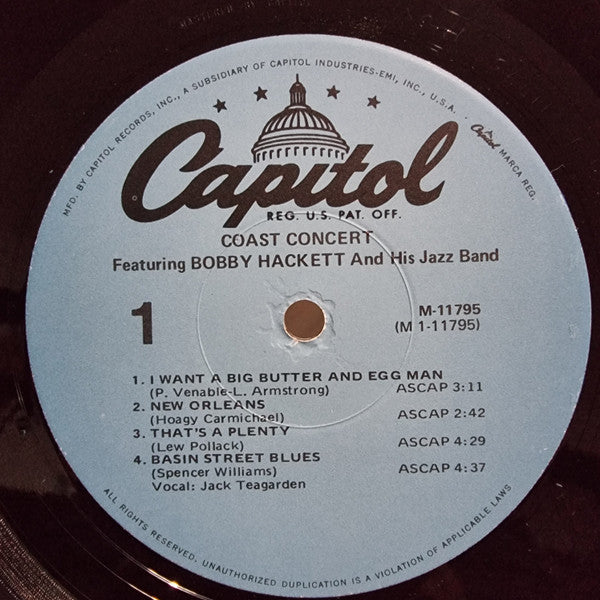 MFD. BY CAPITOL RECORDS, INC., A SUBSIDIARY OF CAPITOL INDUSTRIES-EMI, INC., U.S.A. Capitol MARCA REG.
Capitol
REG. U.S. PAT. OFF.
COAST CONCERT
Featuring BOBBY HACKETT And His Jazz Band
1
M-11795
(M 1-11795)
1. I WANT A BIG BUTTER AND EGG MAN
(P. Venable-L. Armstrong) ASCAP 3:11
2. NEW ORLEANS
(Hoagy Carmichael) ASCAP 2:42
3. THAT'S A PLENTY
(Lew Pollack) ASCAP 4:29
4. BASIN STREET BLUES
(Spencer Williams) ASCAP 4:37
Vocal: Jack Teagarden
ALL RIGHTS RESERVED. UNAUTHORIZED DUPLICATION IS A VIOLATION OF APPLICABLE LAWS